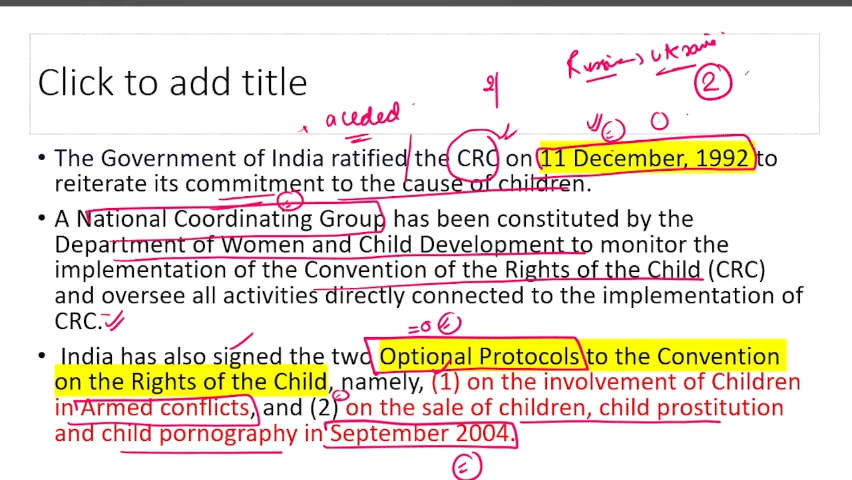 Russia, Ukraine
2
Click to add title
aceded
• The Government of India ratified the CRC on 11 December, 1992 to
reiterate its commitment to the cause of children.
• A National Coordinating Group has been constituted by the
Department of Women and Child Development to monitor the
implementation of the Convention of the Rights of the Child (CRC)
and oversee all activities directly connected to the implementation of
CRC.
• India has also signed the two Optional Protocols to the Convention
on the Rights of the Child, namely, (1) on the involvement of Children
in Armed conflicts, and (2) on the sale of children, child prostitution
and child pornography in September 2004.